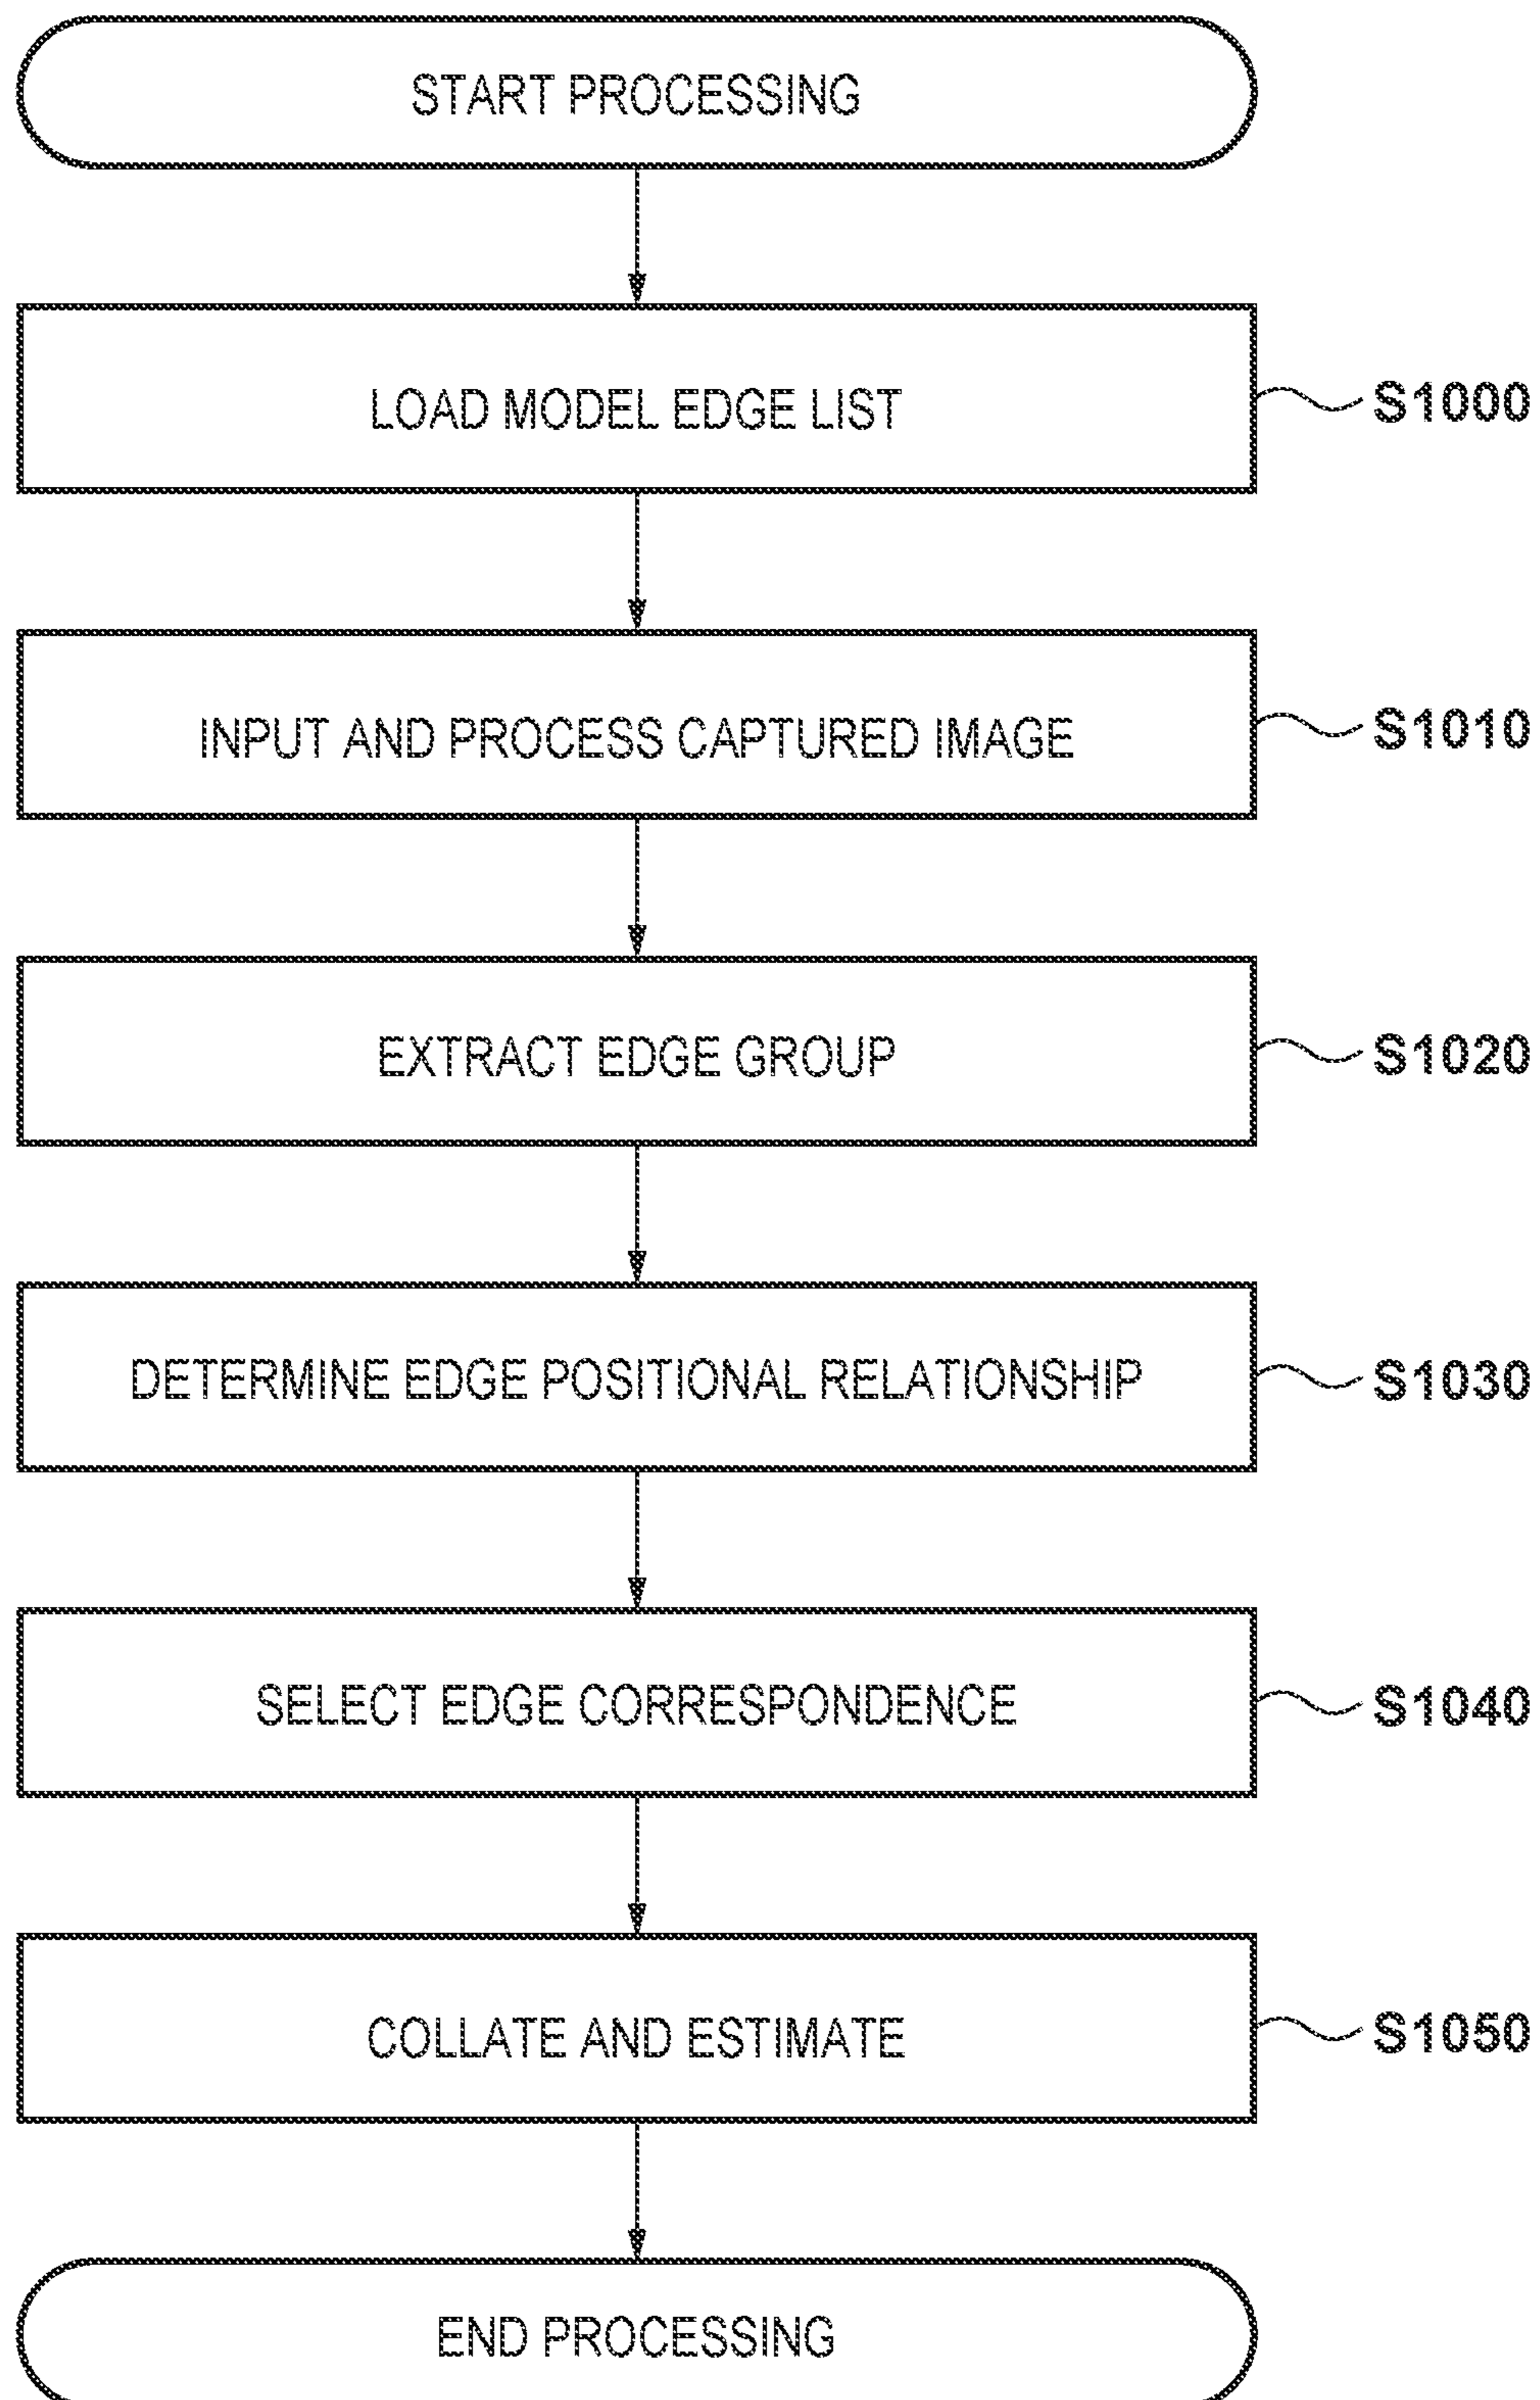 START PROCESSING
LOAD MODEL EDGE LIST
S1000
INPUT AND PROCESS CAPTURED IMAGE
S1010
EXTRACT EDGE GROUP
S1020
DETERMINE EDGE POSITIONAL RELATIONSHIP
S1030
SELECT EDGE CORRESPONDENCE
S1040
COLLATE AND ESTIMATE
S1050
END PROCESSING